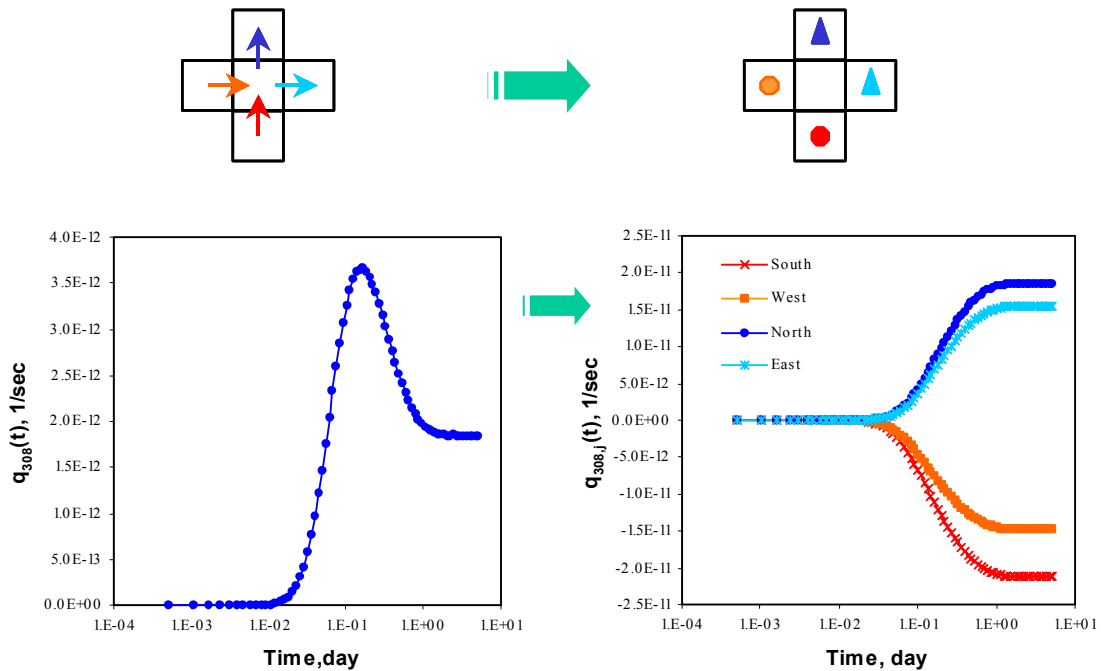 4.0E-12
3.5E-12
3.0E-12
2.5E-12
2.0E-12
1.5E-12
1.0E-12
5.0E-13
0.0E+00
q308(t), 1/sec
1.E-04 1.E-03 1.E-02 1.E-01 1.E+00 1.E+01
Time,day
2.5E-11
2.0E-11
1.5E-11
1.0E-11
5.0E-12
0.0E+00
-5.0E-12
-1.0E-11
-1.5E-11
-2.0E-11
-2.5E-11
q308,j(t), 1/sec
South
West
North
East
1.E-04 1.E-03 1.E-02 1.E-01 1.E+00 1.E+01
Time, day